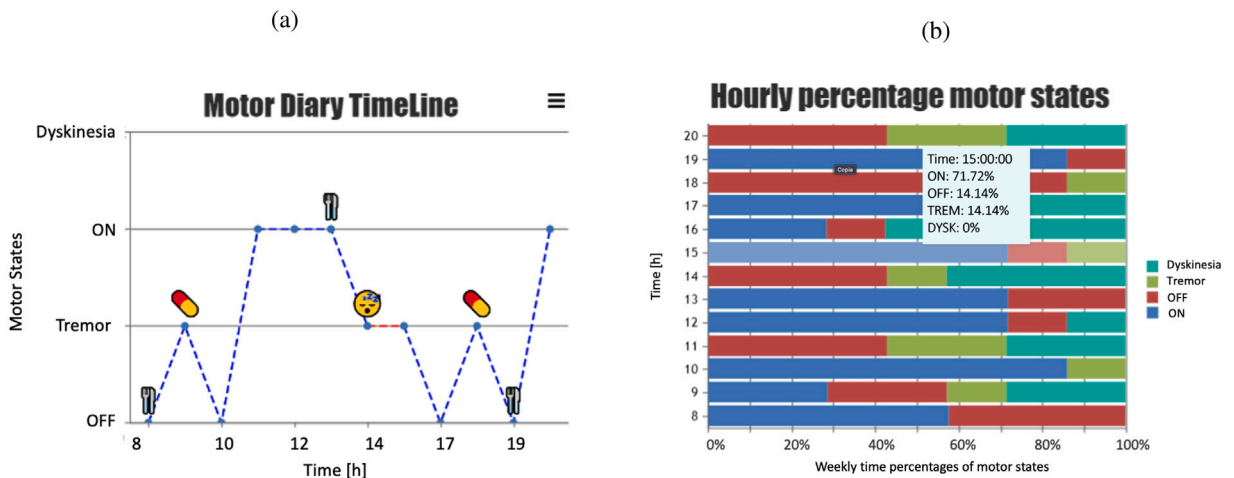 (a)
Motor Diary TimeLine
Motor States
Dyskinesia
ON
Tremor
OFF
8
10
12
14
17
19
Time [h]
(b)
Hourly percentage motor states
Time [h]
20
19
18
17
16
15
14
13
12
11
10
9
8
Copia
Time: 15:00:00
ON: 71.72%
OFF: 14.14%
TREM: 14.14%
DYSK: 0%
Dyskinesia
Tremor
OFF
ON
0%
20%
40%
60%
80%
100%
Weekly time percentages of motor states